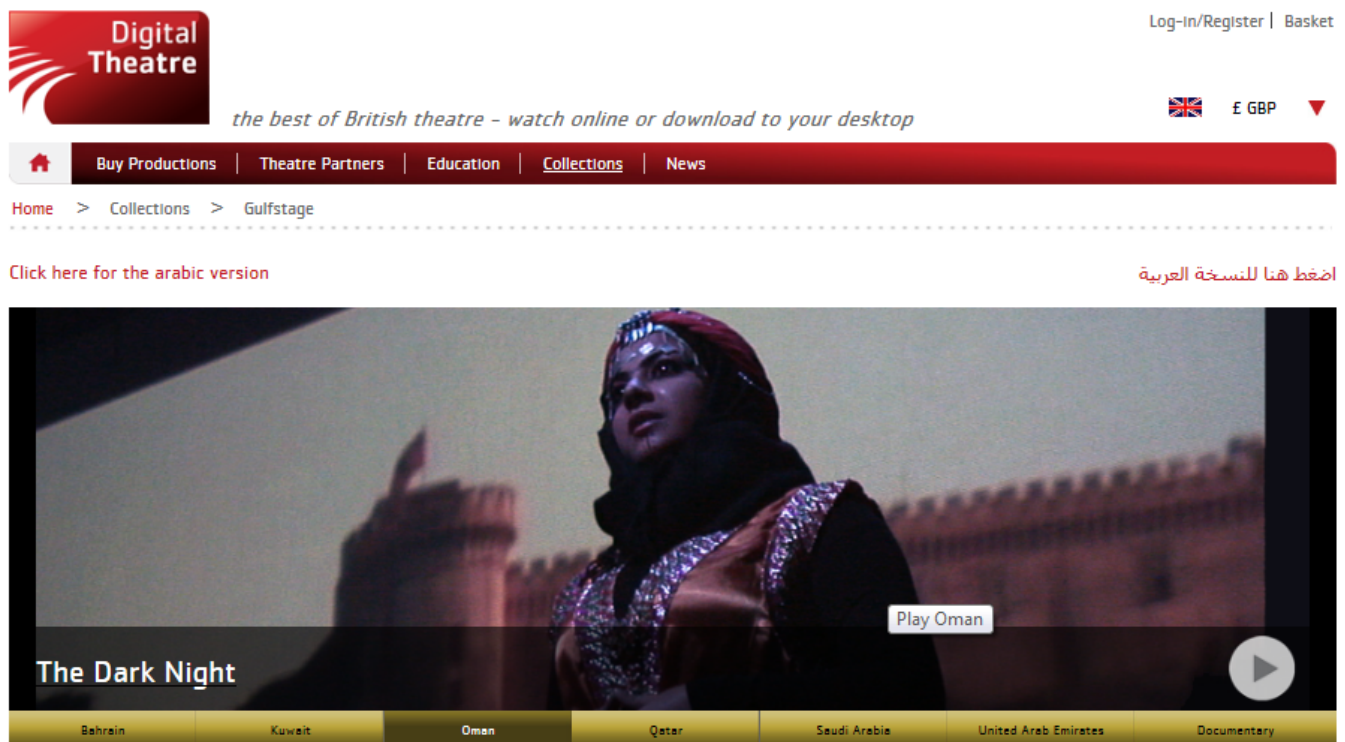 Digital
Theatre
Log-in/Register | Basket
the best of British theatre - watch online or download to your desktop
£ GBP
Buy Productions | Theatre Partners | Education | Collections | News
Home > Collections > Gulfstage
Click here for the arabic version
اضغط هنا للنسخة العربية
Play Oman
The Dark Night
Bahrain Kuwait Oman Qatar Saudi Arabia United Arab Emirates Documentary